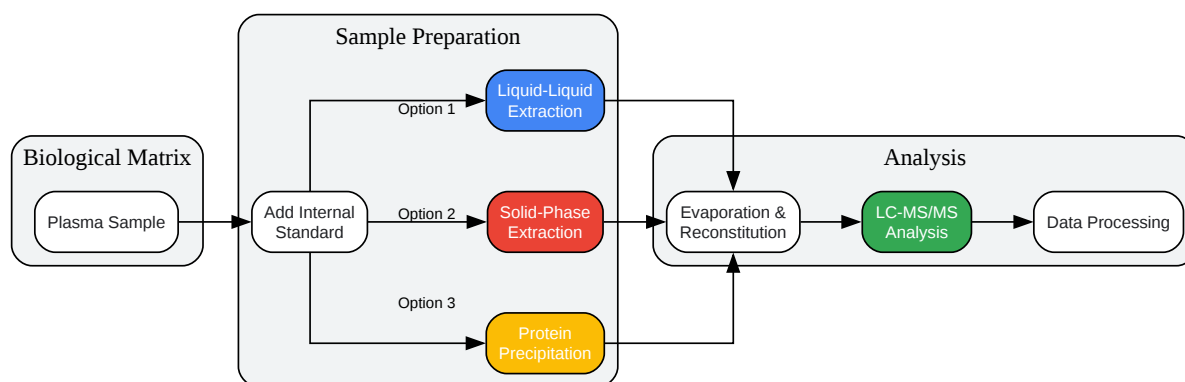 Sample Preparation
Option 1
Liquid-Liquid
Extraction
Biological Matrix
Plasma Sample
Add Internal
Standard
Option 2
Solid-Phase
Extraction
Analysis
Evaporation &
Reconstitution
LC-MS/MS
Analysis
Data Processing
Option 3
Protein
Precipitation